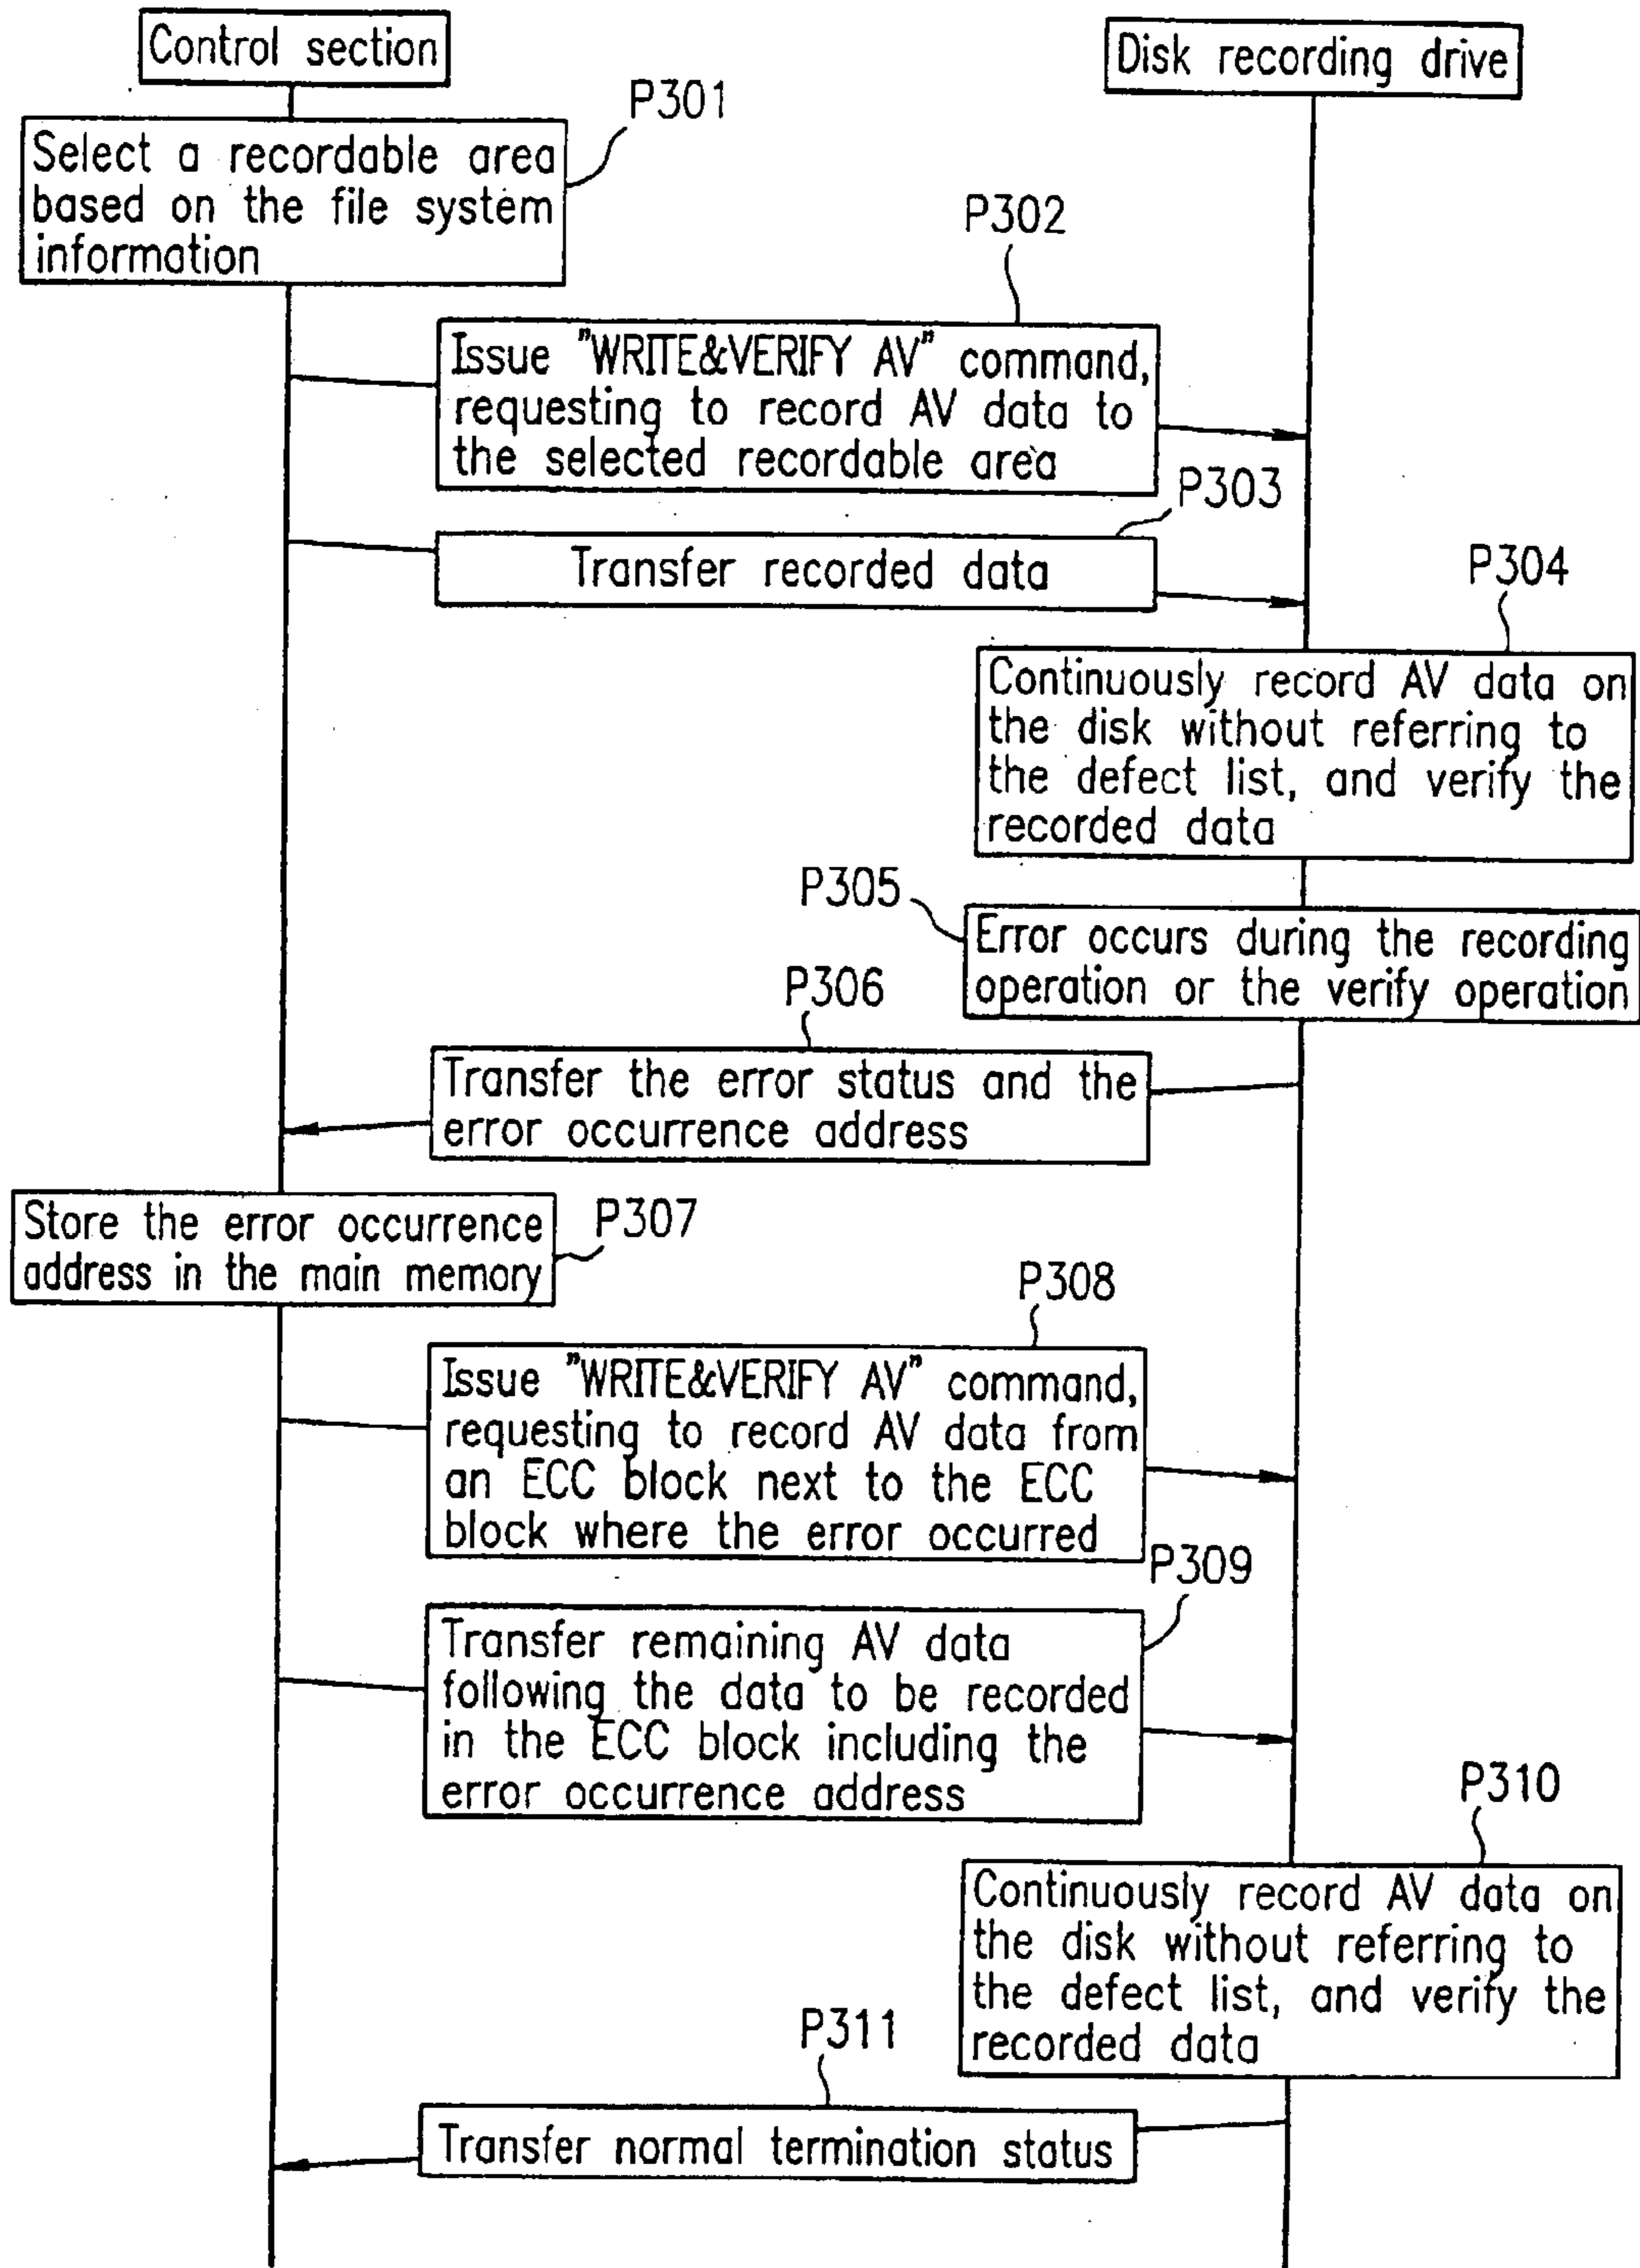 Control section
Disk recording drive
P301
Select a recordable area
based on the file system
information
P302
Issue "WRITE&VERIFY AV" command,
requesting to record AV data to
the selected recordable area
P303
Transfer recorded data
P304
Continuously record AV data on
the disk without referring to
the defect list, and verify the
recorded data
P305
Error occurs during the recording
operation or the verify operation
P306
Transfer the error status and the
error occurrence address
Store the error occurrence
address in the main memory
P307
P308
Issue "WRITE&VERIFY AV" command,
requesting to record AV data from
an ECC block next to the ECC
block where the error occurred
P309
Transfer remaining AV data
following the data to be recorded
in the ECC block including the
error occurrence address
P310
Continuously record AV data on
the disk without referring to
the defect list, and verify the
recorded data
P311
Transfer normal termination status